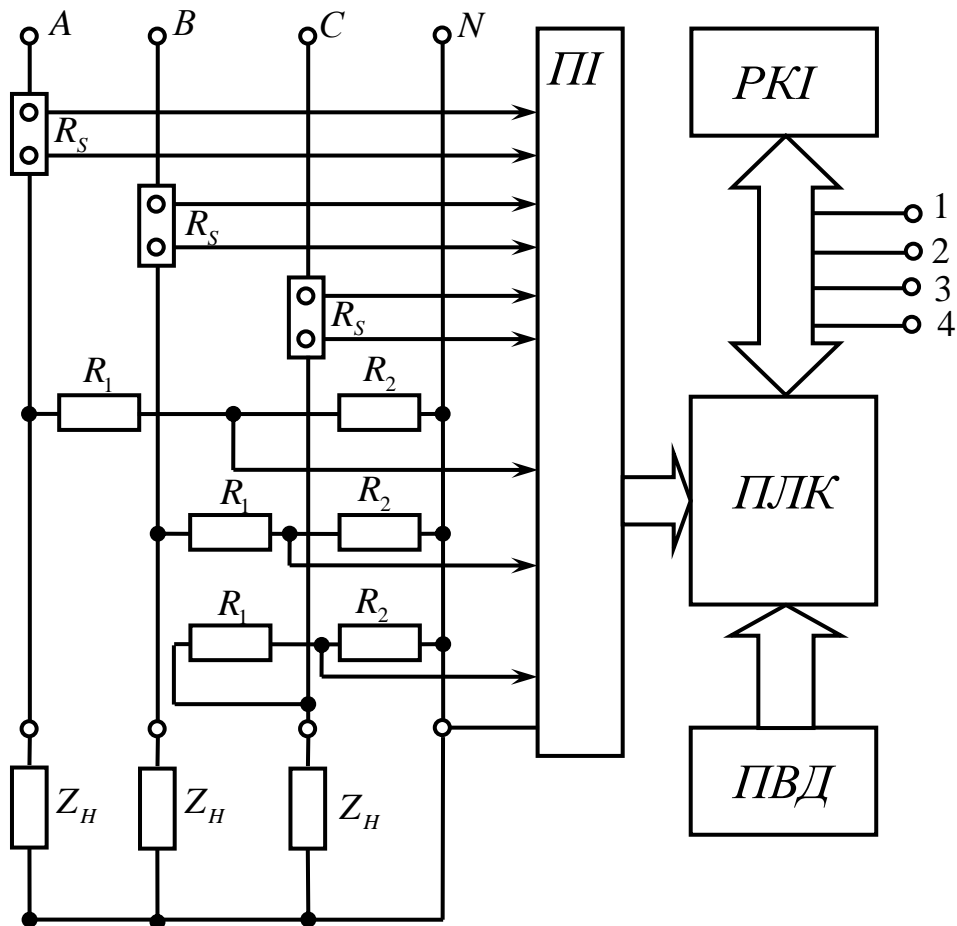 A B C N
ПІ
РКІ
R_S
R_S
R_S
1
2
3
4
R_1 R_2
R_1 R_2
R_1 R_2
ПЛК
ПВД
Z_H Z_H Z_H